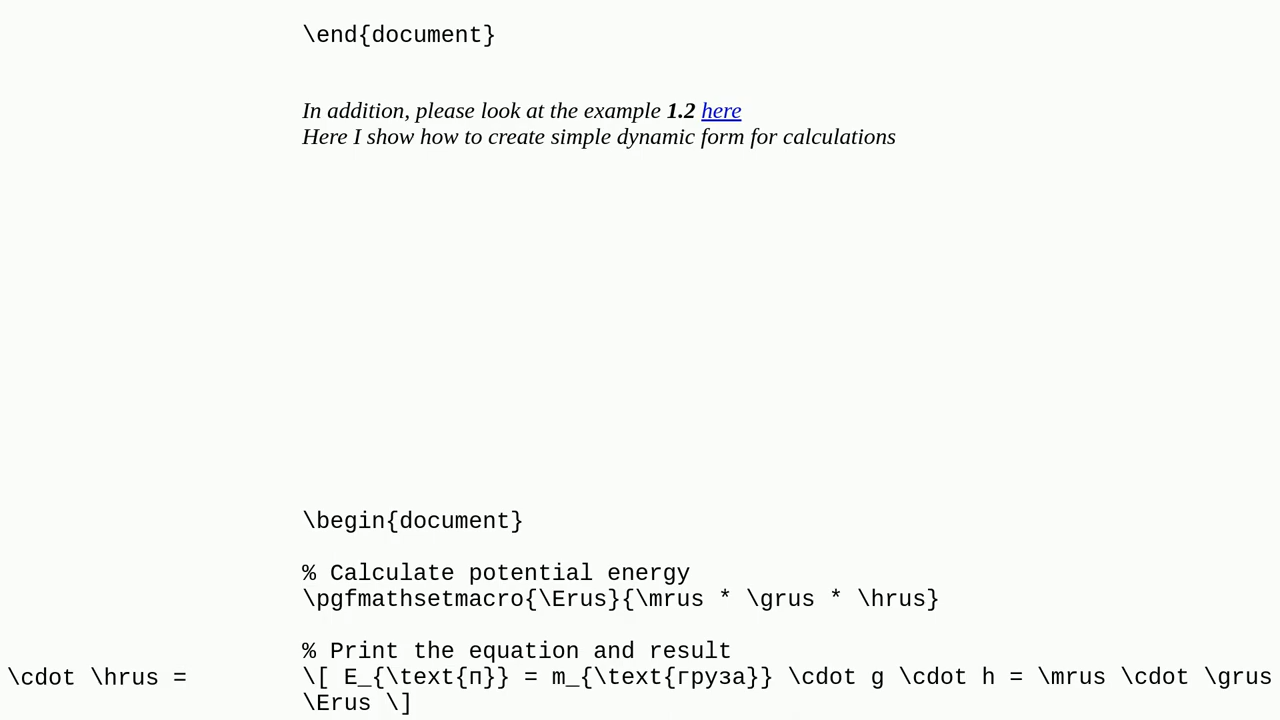 \end{document}
In addition, please look at the example 1.2 here
Here I show how to create simple dynamic form for calculations
\begin{document}
% Calculate potential energy
\pgfmathsetmacro{\Erus}{\mrus * \grus * \hrus}
% Print the equation and result
\[ E_{\text{п}} = m_{\text{груза}} \cdot g \cdot h = \mrus \cdot \grus
\cdot \hrus =
\Erus \]